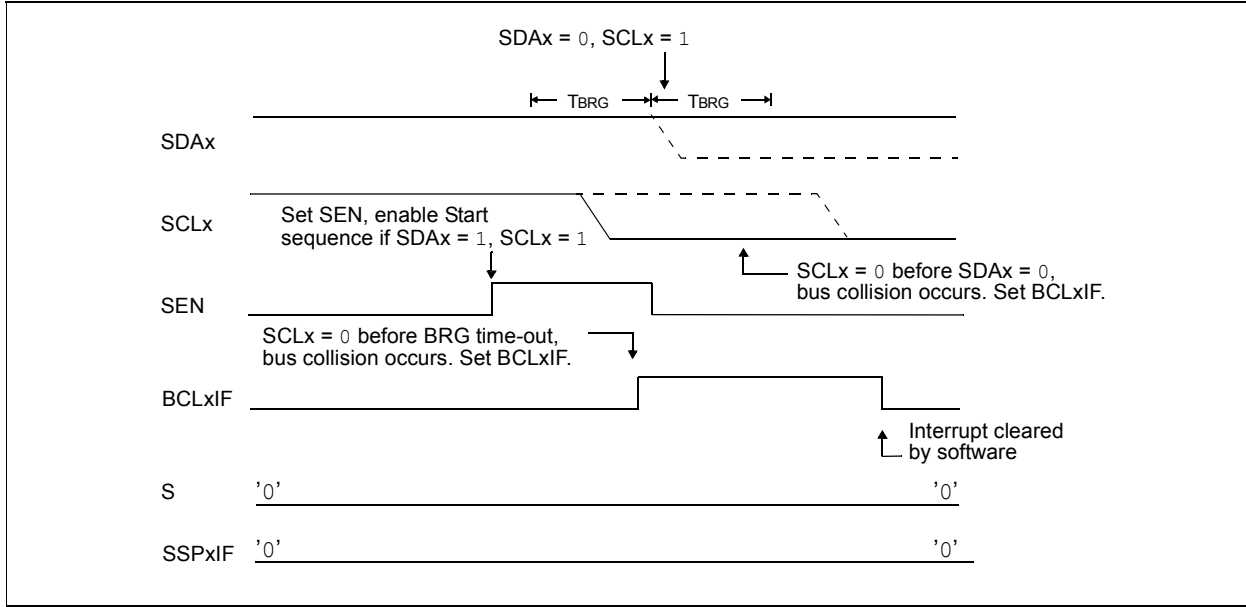 SDAx = 0, SCLx = 1
TBRG TBRG
SDAx
SCLx
Set SEN, enable Start
sequence if SDAx = 1, SCLx = 1
SCLx = 0 before SDAx = 0,
bus collision occurs. Set BCLxIF.
SEN
SCLx = 0 before BRG time-out,
bus collision occurs. Set BCLxIF.
BCLxIF
Interrupt cleared
by software
S '0' '0'
SSPxIF '0' '0'